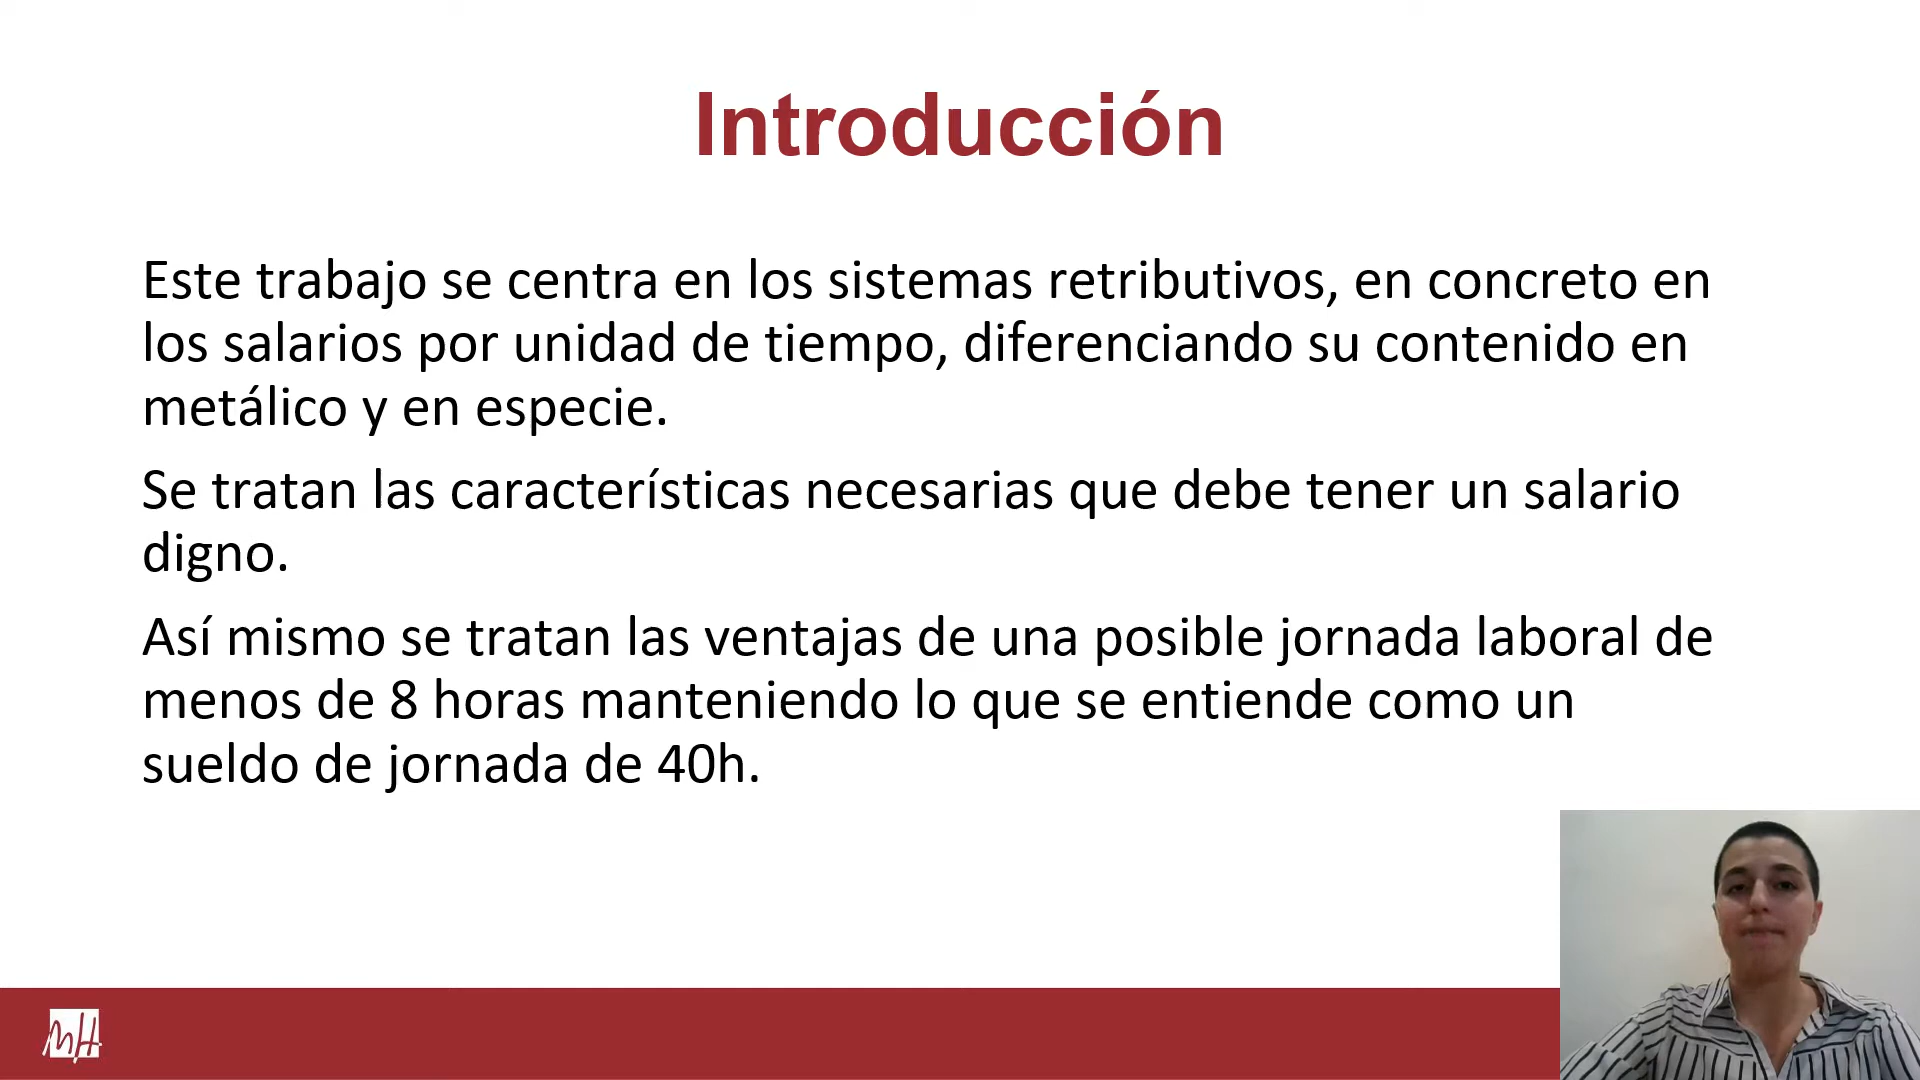 Introducción
Este trabajo se centra en los sistemas retributivos, en concreto en
los salarios por unidad de tiempo, diferenciando su contenido en
metálico y en especie.
Se tratan las características necesarias que debe tener un salario
digno.
Así mismo se tratan las ventajas de una posible jornada laboral de
menos de 8 horas manteniendo lo que se entiende como un
sueldo de jornada de 40h.
MH